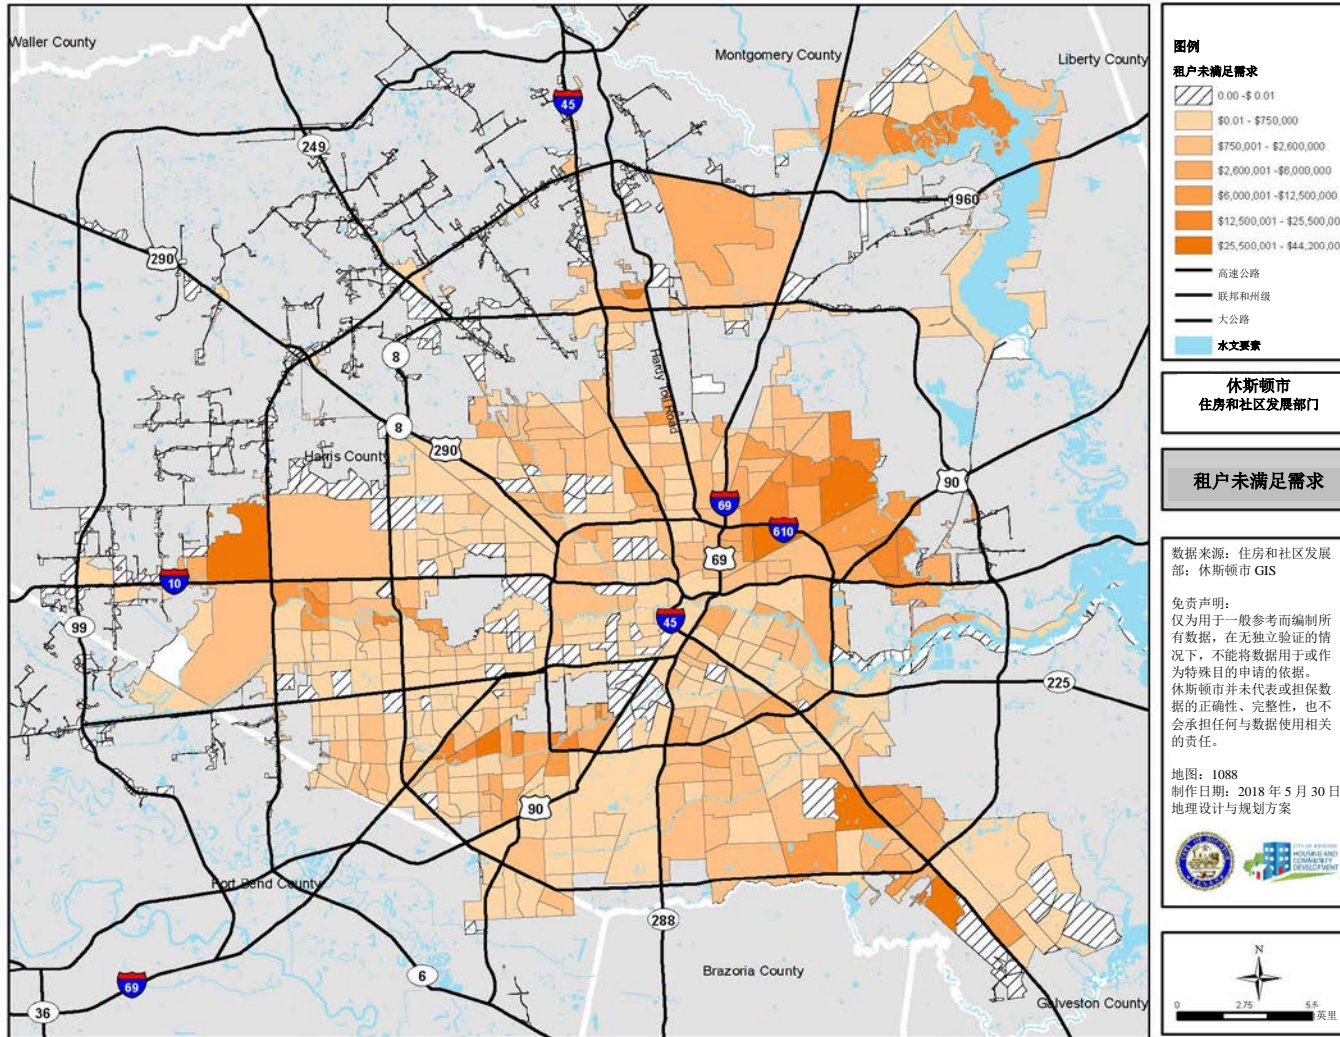 Waller County
Montgomery County
Liberty County
45
249
1960
290
8
Hardy Toll Road
8
290
Harris County
90
69
610
69
10
45
99
225
90
Fort Bend County
288
6
Brazoria County
69
36
Galveston County
图例
租户未满足需求
0.00 -$ 0.01
$0.01 - $750,000
$750,001 - $2,600,000
$2,600,001 -$6,000,000
$6,000,001 -$12,500,000
$12,500,001 - $25,500,00
$25,500,001 - $44,200,00
高速公路
联邦和州级
大公路
水文要素
休斯顿市
住房和社区发展部门
租户未满足需求
数据来源：住房和社区发展
部；休斯顿市 GIS
免责声明：
仅为用于一般参考而编制所
有数据，在无独立验证的情
况下，不能将数据用于或作
为特殊目的申请的依据。
休斯顿市并未代表或担保数
据的正确性、完整性，也不
会承担任何与数据使用相关
的责任。
地图：1088
制作日期：2018 年 5 月 30 日
地理设计与规划方案
CITY OF HOUSTON
HOUSING AND
COMMUNITY
DEVELOPMENT
N
0 2.75 5.5
英里